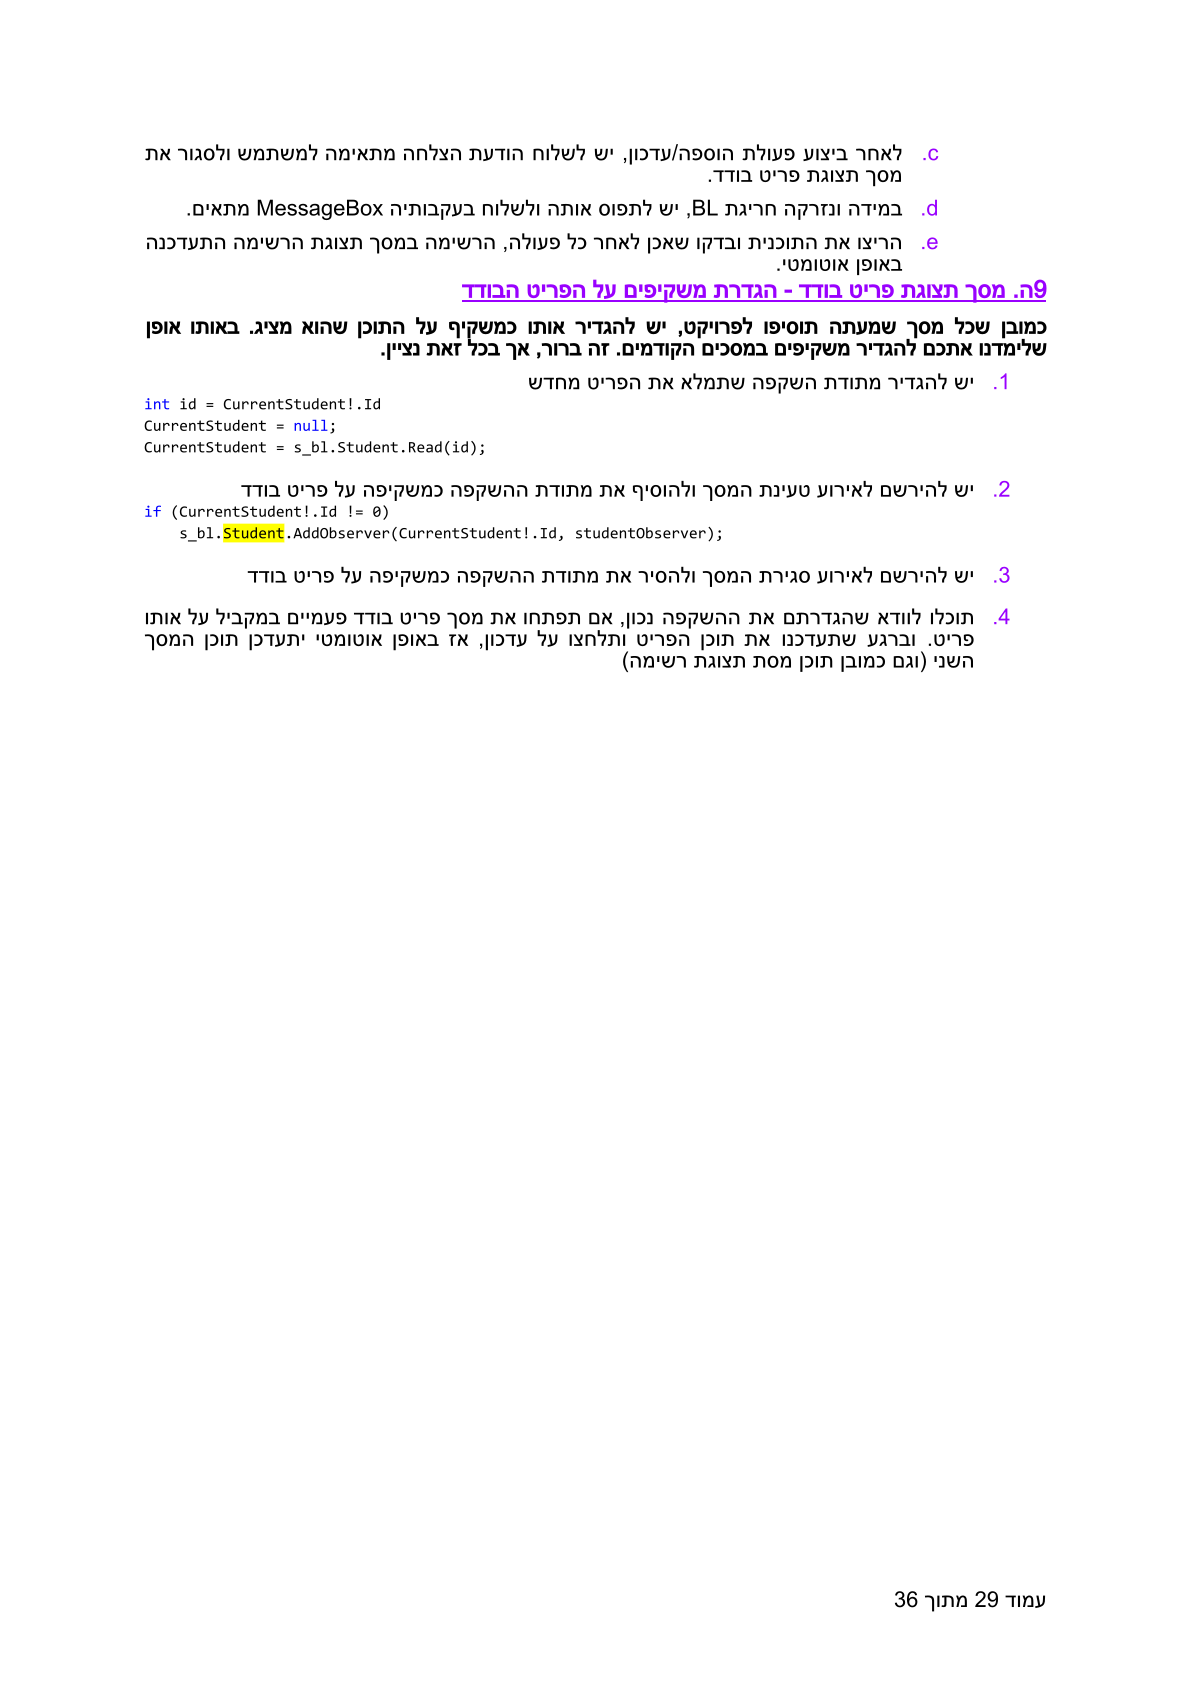 c. לאחר ביצוע פעולת הוספה/עדכון, יש לשלוח הודעת הצלחה מתאימה למשתמש ולסגור את
מסך תצוגת פריט בודד.
d. במידה ונזרקה חריגת BL, יש לתפוס אותה ולשלוח בעקבותיה MessageBox מתאים.
e. הריצו את התוכנית ובדקו שאכן לאחר כל פעולה, הרשימה במסך תצוגת הרשימה התעדכנה
באופן אוטומטי.
9ה. מסך תצוגת פריט בודד - הגדרת משקיפים על הפריט הבודד
כמובן שכל מסך שמעתה תוסיפו לפרויקט, יש להגדיר אותו כמשקיף על התוכן שהוא מציג. באותו אופן
שלימדנו אתכם להגדיר משקיפים במסכים הקודמים. זה ברור, אך בכל זאת נציין.
1. יש להגדיר מתודת השקפה שתמלא את הפריט מחדש
int id = CurrentStudent!.Id
CurrentStudent = null;
CurrentStudent = s_bl.Student.Read(id);
2. יש להירשם לאירוע טעינת המסך ולהוסיף את מתודת ההשקפה כמשקיפה על פריט בודד
if (CurrentStudent!.Id != 0)
s_bl.Student.AddObserver(CurrentStudent!.Id, studentObserver);
3. יש להירשם לאירוע סגירת המסך ולהסיר את מתודת ההשקפה כמשקיפה על פריט בודד
4. תוכלו לוודא שהגדרתם את ההשקפה נכון, אם תפתחו את מסך פריט בודד פעמיים במקביל על אותו
פריט. וברגע שתעדכנו את תוכן הפריט ותלחצו על עדכון, אז באופן אוטומטי יתעדכן תוכן המסך
השני (וגם כמובן תוכן מסת תצוגת רשימה)
עמוד 29 מתוך 36